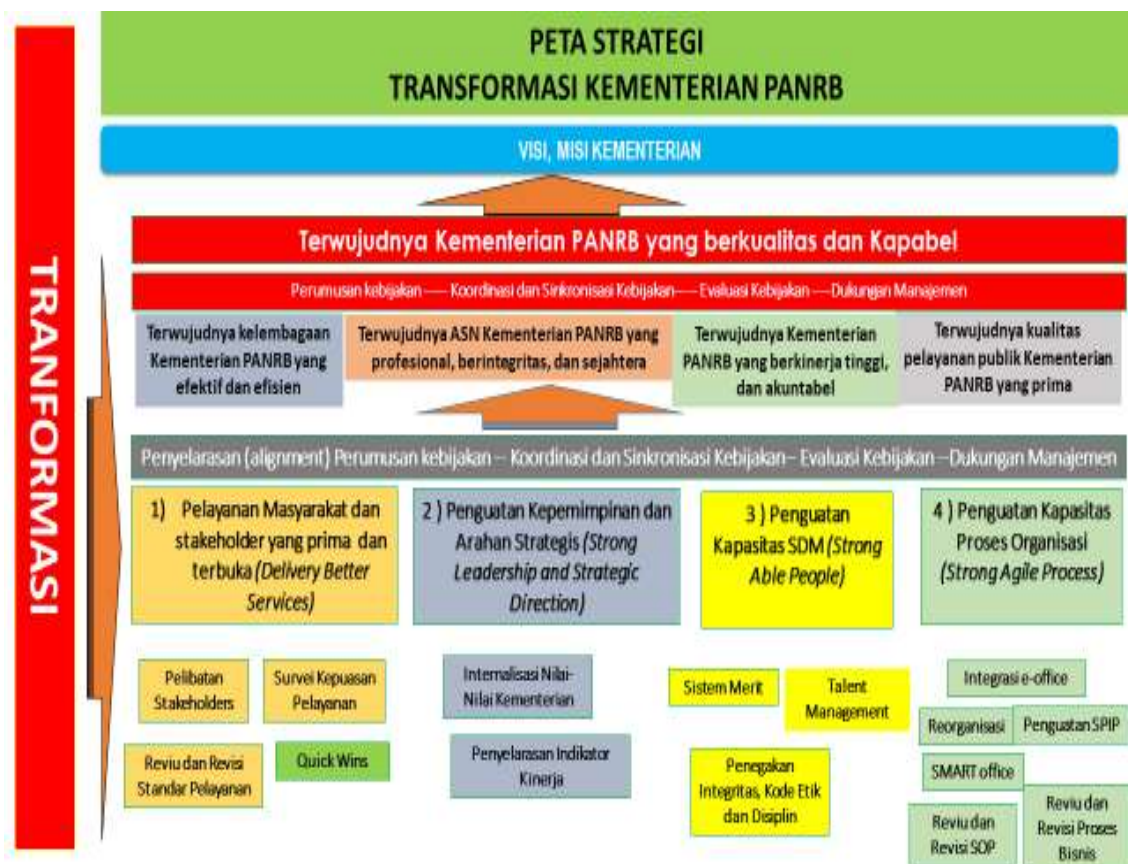 TRANFORMASI
PETA STRATEGI
TRANSFORMASI KEMENTERIAN PANRB
VISI, MISI KEMENTERIAN
Terwujudnya Kementerian PANRB yang berkualitas dan Kapabel
Perumusan kebijakan ---- Koordinasi dan Sinkronisasi Kebijakan---- Evaluasi Kebijakan ----Dukungan Manajemen
Terwujudnya kelembagaan
Kementerian PANRB yang
efektif dan efisien
Terwujudnya ASN Kementerian PANRB yang
profesional, berintegritas, dan sejahtera
Terwujudnya Kementerian
PANRB yang berkinerja tinggi,
dan akuntabel
Terwujudnya kualitas
pelayanan publik Kementerian
PANRB yang prima
Penyelarasan (alignment) Perumusan kebijakan – Koordinasi dan Sinkronisasi Kebijakan– Evaluasi Kebijakan –Dukungan Manajemen
1) Pelayanan Masyarakat dan
stakeholder yang prima dan
terbuka (Delivery Better
Services)
2 ) Penguatan Kepemimpinan dan
Arahan Strategis (Strong
Leadership and Strategic
Direction)
3 ) Penguatan
Kapasitas SDM (Strong
Able People)
4 ) Penguatan Kapasitas
Proses Organisasi
(Strong Agile Process)
Pelibatan
Stakeholders
Survei Kepuasan
Pelayanan
Reviu dan Revisi
Standar Pelayanan
Quick Wins
Internalisasi Nilai-
Nilai Kementerian
Penyelarasan Indikator
Kinerja
Sistem Merit
Talent
Management
Penegakan
Integritas, Kode Etik
dan Disiplin
Integrasi e-office
Reorganisasi
Penguatan SPIP
SMART office
Reviu dan
Revisi SOP
Reviu dan
Revisi Proses
Bisnis